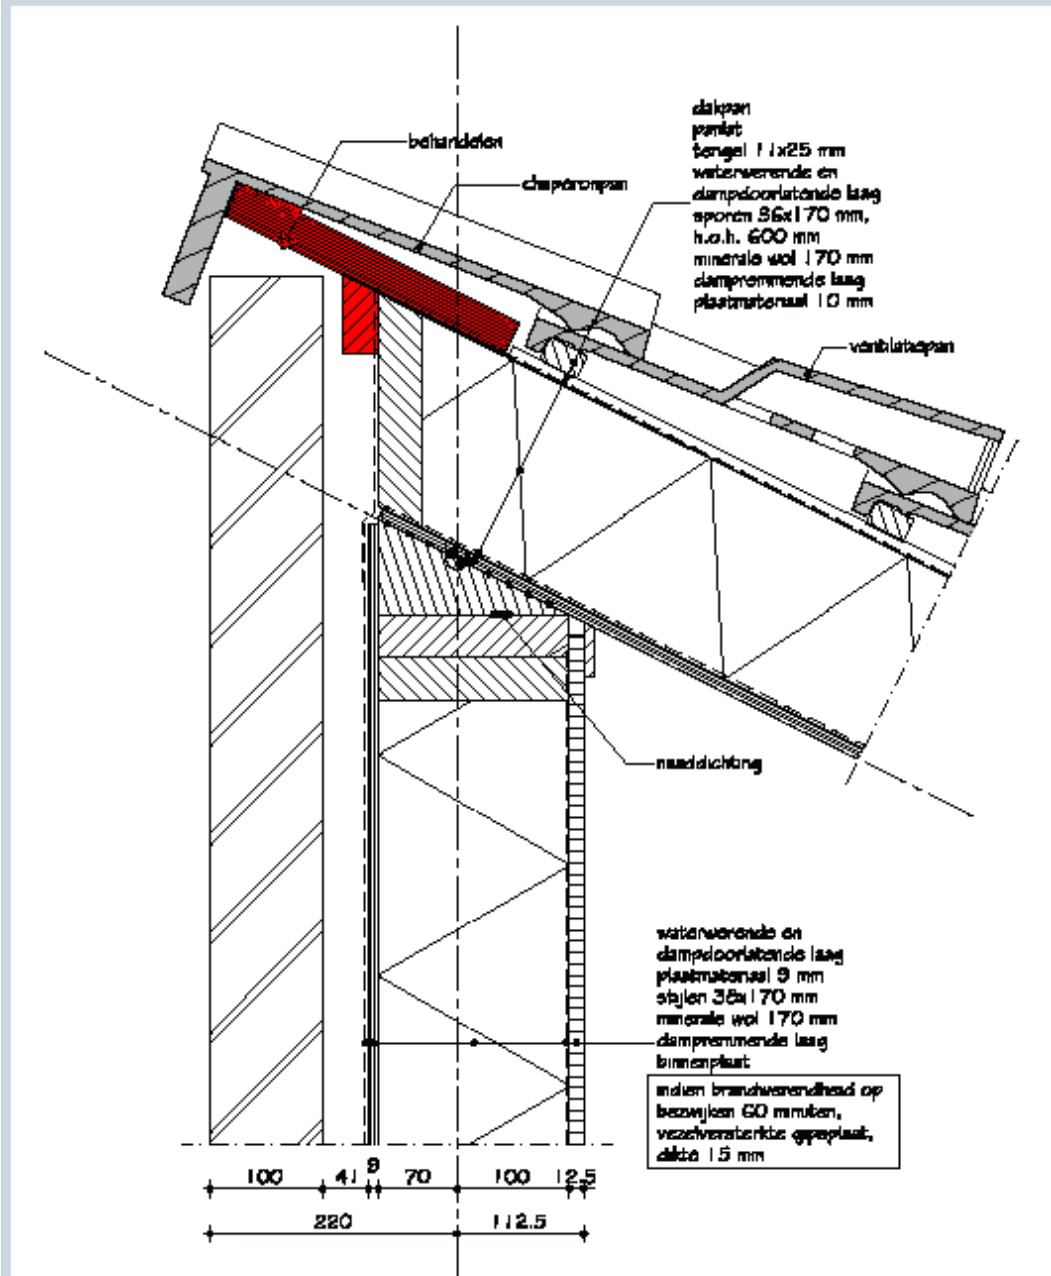 dakpan
panlat
tengel 11x25 mm
behandelen
waterwerende en
chaperonpan
dampdoorlatende laag
sporen 36x170 mm,
h.o.h. 600 mm
minerale wol 170 mm
dampremmende laag
plaatmateriaal 10 mm
ventilatiepan
naaddichting
waterwerende en
dampdoorlatende laag
plaatmateriaal 9 mm
stijlen 38x170 mm
minerale wol 170 mm
dampremmende laag
binnenplaat
indien brandwerendheid op
bezwijken 60 minuten,
vezelversterkte gipsplaat,
dikte 15 mm
100 41 9 70 100 12.5
220 112.5